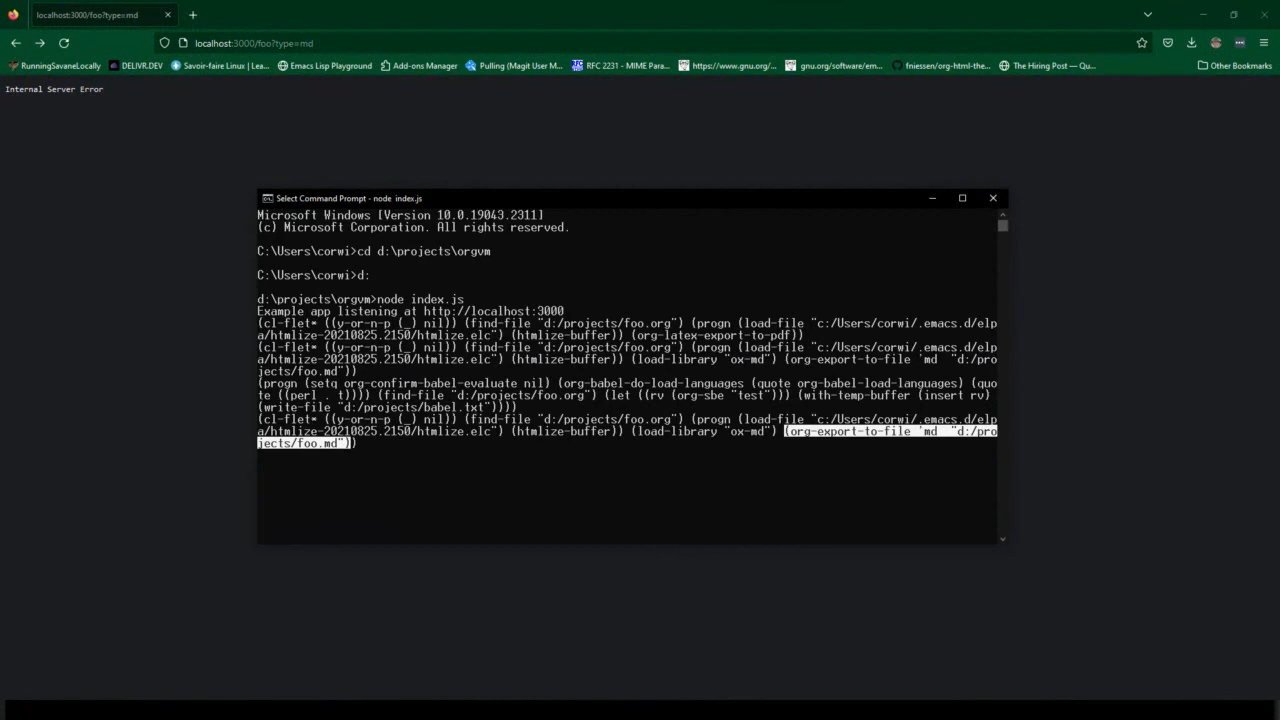 localhost:3000/foo?type=md
localhost:3000/foo?type=md
RunningSavaneLocally DELIVR.DEV Savoir-faire Linux | Lea... Emacs Lisp Playground Add-ons Manager Pulling (Magit User M... RFC 2231 - MIME Para... https://www.gnu.org/... gnu.org/software/em... fniessen/org-html-the... The Hiring Post — Qu... Other Bookmarks
Internal Server Error
Select Command Prompt - node index.js
Microsoft Windows [Version 10.0.19043.2311]
(c) Microsoft Corporation. All rights reserved.
C:\Users\corwi>cd d:\projects\orgvm
C:\Users\corwi>d:
d:\projects\orgvm>node index.js
Example app listening at http://localhost:3000
(cl-flet* ((y-or-n-p (_) nil)) (find-file "d:/projects/foo.org") (progn (load-file "c:/Users/corwi/.emacs.d/elp
a/htmlize-20210825.2150/htmlize.elc") (htmlize-buffer)) (org-latex-export-to-pdf))
(cl-flet* ((y-or-n-p (_) nil)) (find-file "d:/projects/foo.org") (progn (load-file "c:/Users/corwi/.emacs.d/elp
a/htmlize-20210825.2150/htmlize.elc") (htmlize-buffer)) (load-library "ox-md") (org-export-to-file 'md  "d:/pro
jects/foo.md"))
(progn (setq org-confirm-babel-evaluate nil) (org-babel-do-load-languages (quote org-babel-load-languages) (quo
te ((perl . t)))) (find-file "d:/projects/foo.org") (let ((rv (org-sbe "test"))) (with-temp-buffer (insert rv)
(write-file "d:/projects/babel.txt"))))
(cl-flet* ((y-or-n-p (_) nil)) (find-file "d:/projects/foo.org") (progn (load-file "c:/Users/corwi/.emacs.d/elp
a/htmlize-20210825.2150/htmlize.elc") (htmlize-buffer)) (load-library "ox-md") (org-export-to-file 'md  "d:/pro
jects/foo.md"))